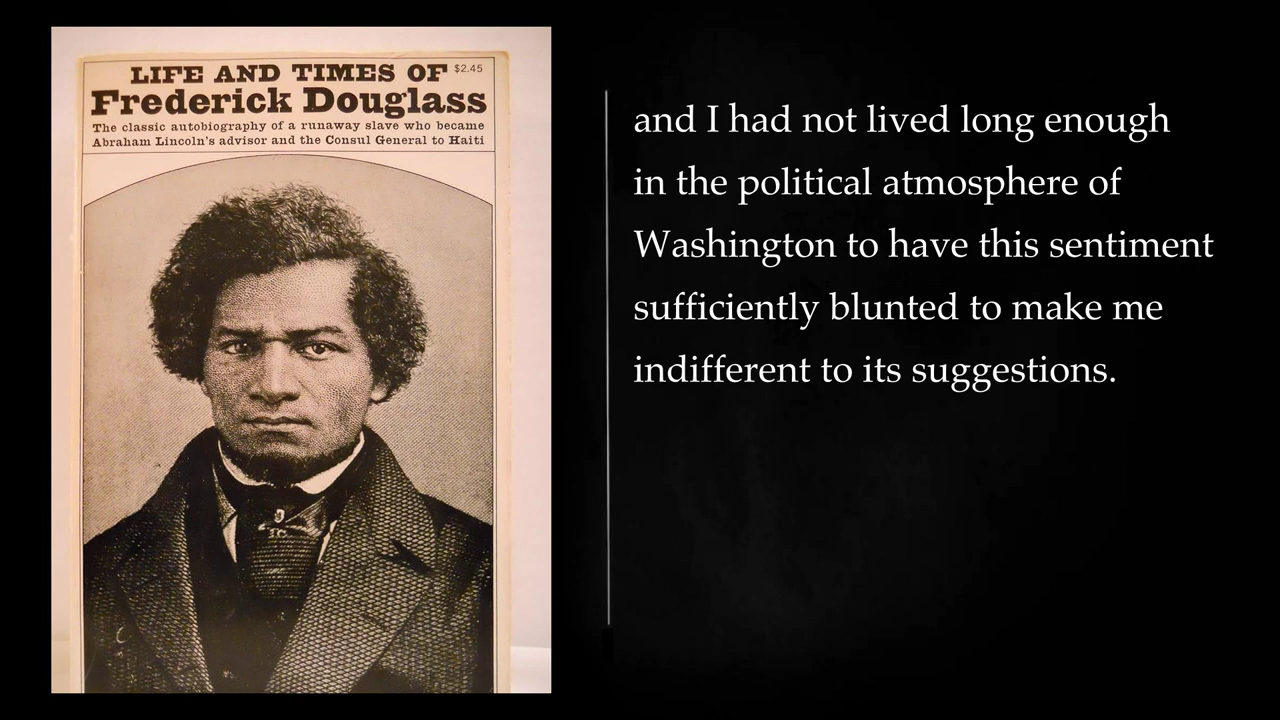 LIFE AND TIMES OF $2.45
Frederick Douglass
The classic autobiography of a runaway slave who became
Abraham Lincoln's advisor and the Consul General to Haiti
and I had not lived long enough
in the political atmosphere of
Washington to have this sentiment
sufficiently blunted to make me
indifferent to its suggestions.